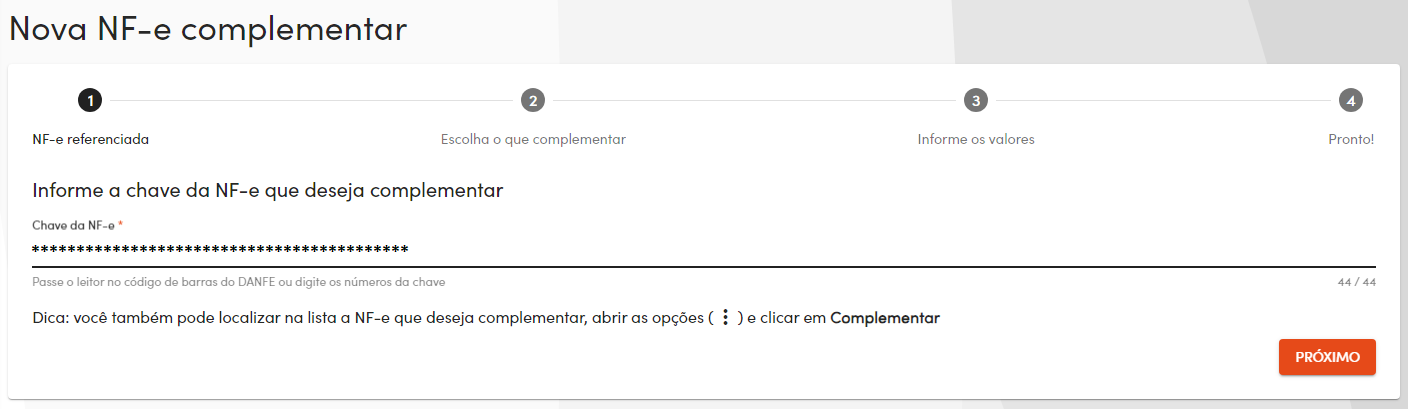 Nova NF-e complementar
1 2 3 4
NF-e referenciada Escolha o que complementar Informe os valores Pronto!
Informe a chave da NF-e que deseja complementar
Chave da NF-e *
********************************************
Passe o leitor no código de barras do DANFE ou digite os números da chave 44 / 44
Dica: você também pode localizar na lista a NF-e que deseja complementar, abrir as opções ( ⋮ ) e clicar em Complementar
PRÓXIMO